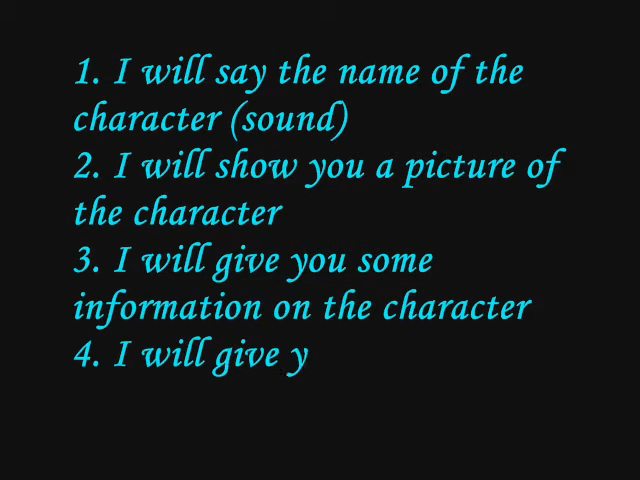 1. I will say the name of the
character (sound)
2. I will show you a picture of
the character
3. I will give you some
information on the character
4. I will give y